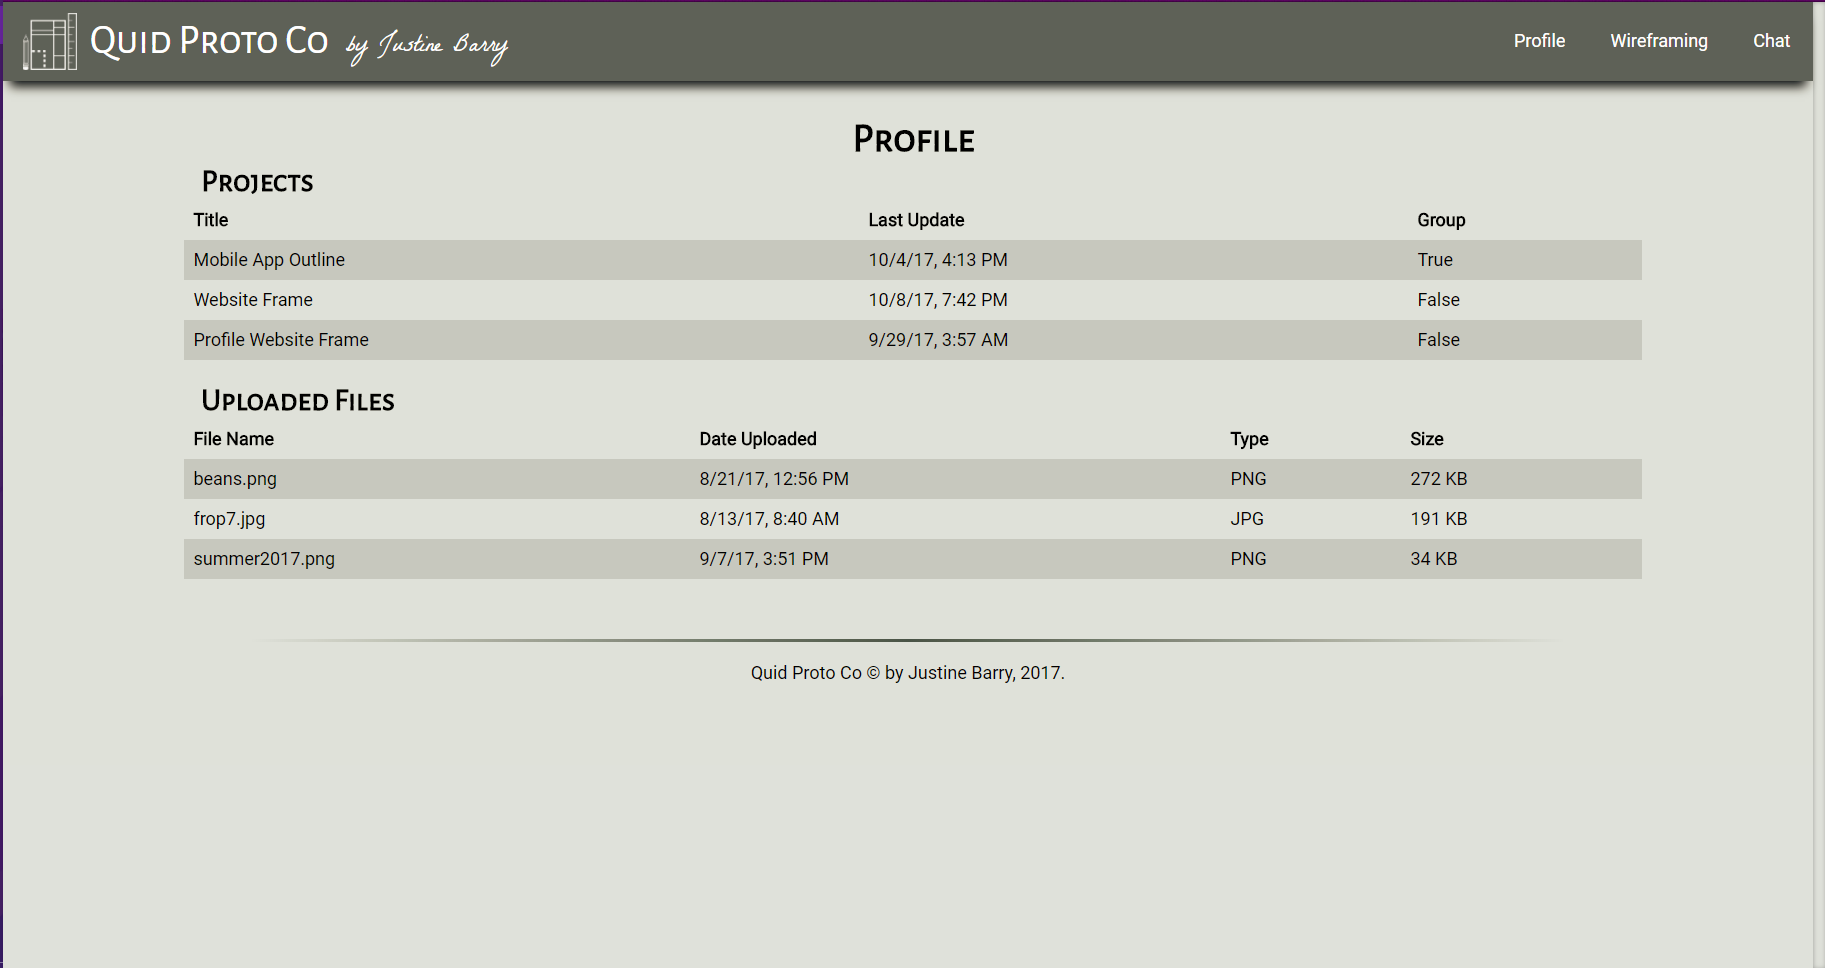 Quid Proto Co by Justine Barry Profile Wireframing Chat
Profile
Projects
Title Last Update Group
Mobile App Outline 10/4/17, 4:13 PM True
Website Frame 10/8/17, 7:42 PM False
Profile Website Frame 9/29/17, 3:57 AM False
Uploaded Files
File Name Date Uploaded Type Size
beans.png 8/21/17, 12:56 PM PNG 272 KB
frop7.jpg 8/13/17, 8:40 AM JPG 191 KB
summer2017.png 9/7/17, 3:51 PM PNG 34 KB
Quid Proto Co © by Justine Barry, 2017.